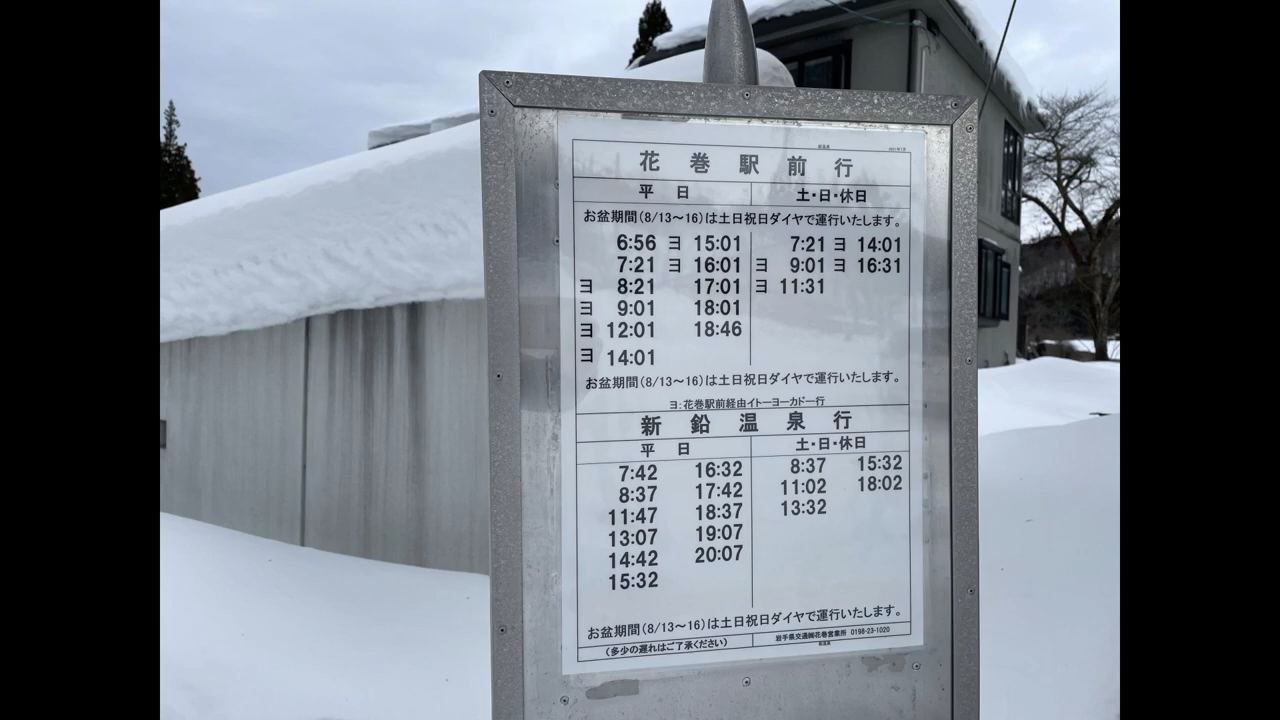 花巻駅前行
平日 土・日・休日
お盆期間(8/13～16)は土日祝日ダイヤで運行いたします。
6:56 ヨ 15:01 7:21 ヨ 14:01
7:21 ヨ 16:01 ヨ 9:01 ヨ 16:31
ヨ 8:21 17:01 ヨ 11:31
ヨ 9:01 18:01
ヨ 12:01 18:46
ヨ 14:01
お盆期間(8/13～16)は土日祝日ダイヤで運行いたします。
ヨ:花巻駅前経由イトーヨーカドー行
新鉛温泉行
平日 土・日・休日
7:42 16:32 8:37 15:32
8:37 17:42 11:02 18:02
11:47 18:37 13:32
13:07 19:07
14:42 20:07
15:32
お盆期間(8/13～16)は土日祝日ダイヤで運行いたします。
(多少の遅れはご了承ください) 岩手県交通㈱花巻営業所 0198-23-1020